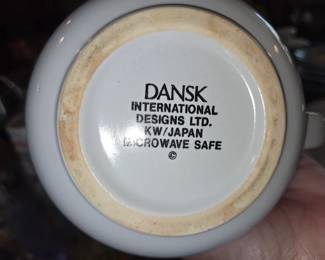 DANSK
INTERNATIONAL
DESIGNS LTD.
KW/JAPAN
MICROWAVE SAFE
©